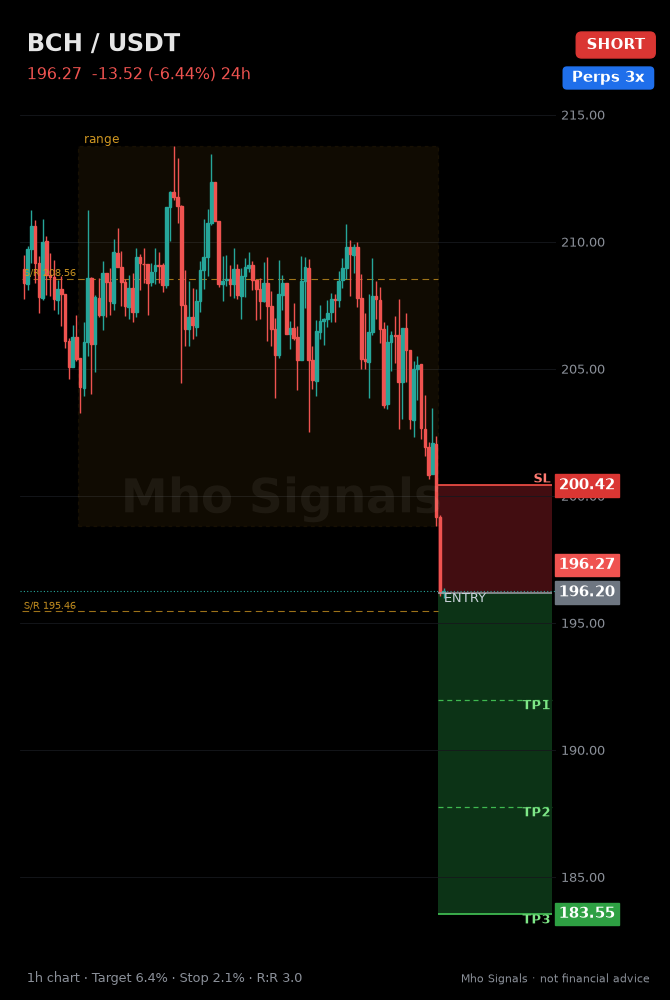 BCH / USDT
SHORT
196.27  -13.52 (-6.44%) 24h
Perps 3x
215.00
range
210.00
S/R 208.56
205.00
Mho Signals
SL
200.42
200.00
196.27
196.20
ENTRY
S/R 195.46
195.00
TP1
190.00
TP2
185.00
TP3
183.55
1h chart · Target 6.4% · Stop 2.1% · R:R 3.0
Mho Signals · not financial advice